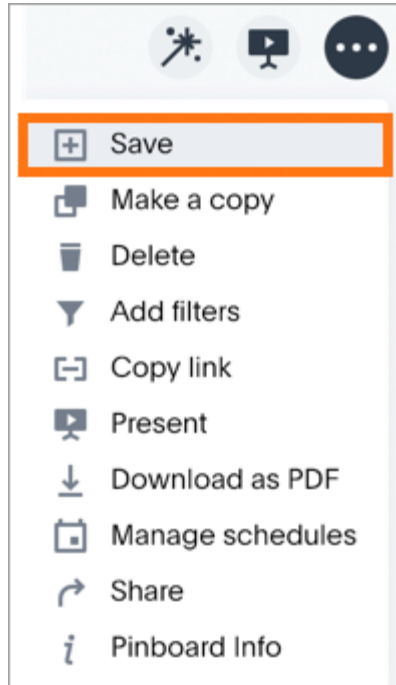 Save
Make a copy
Delete
Add filters
Copy link
Present
Download as PDF
Manage schedules
Share
Pinboard Info